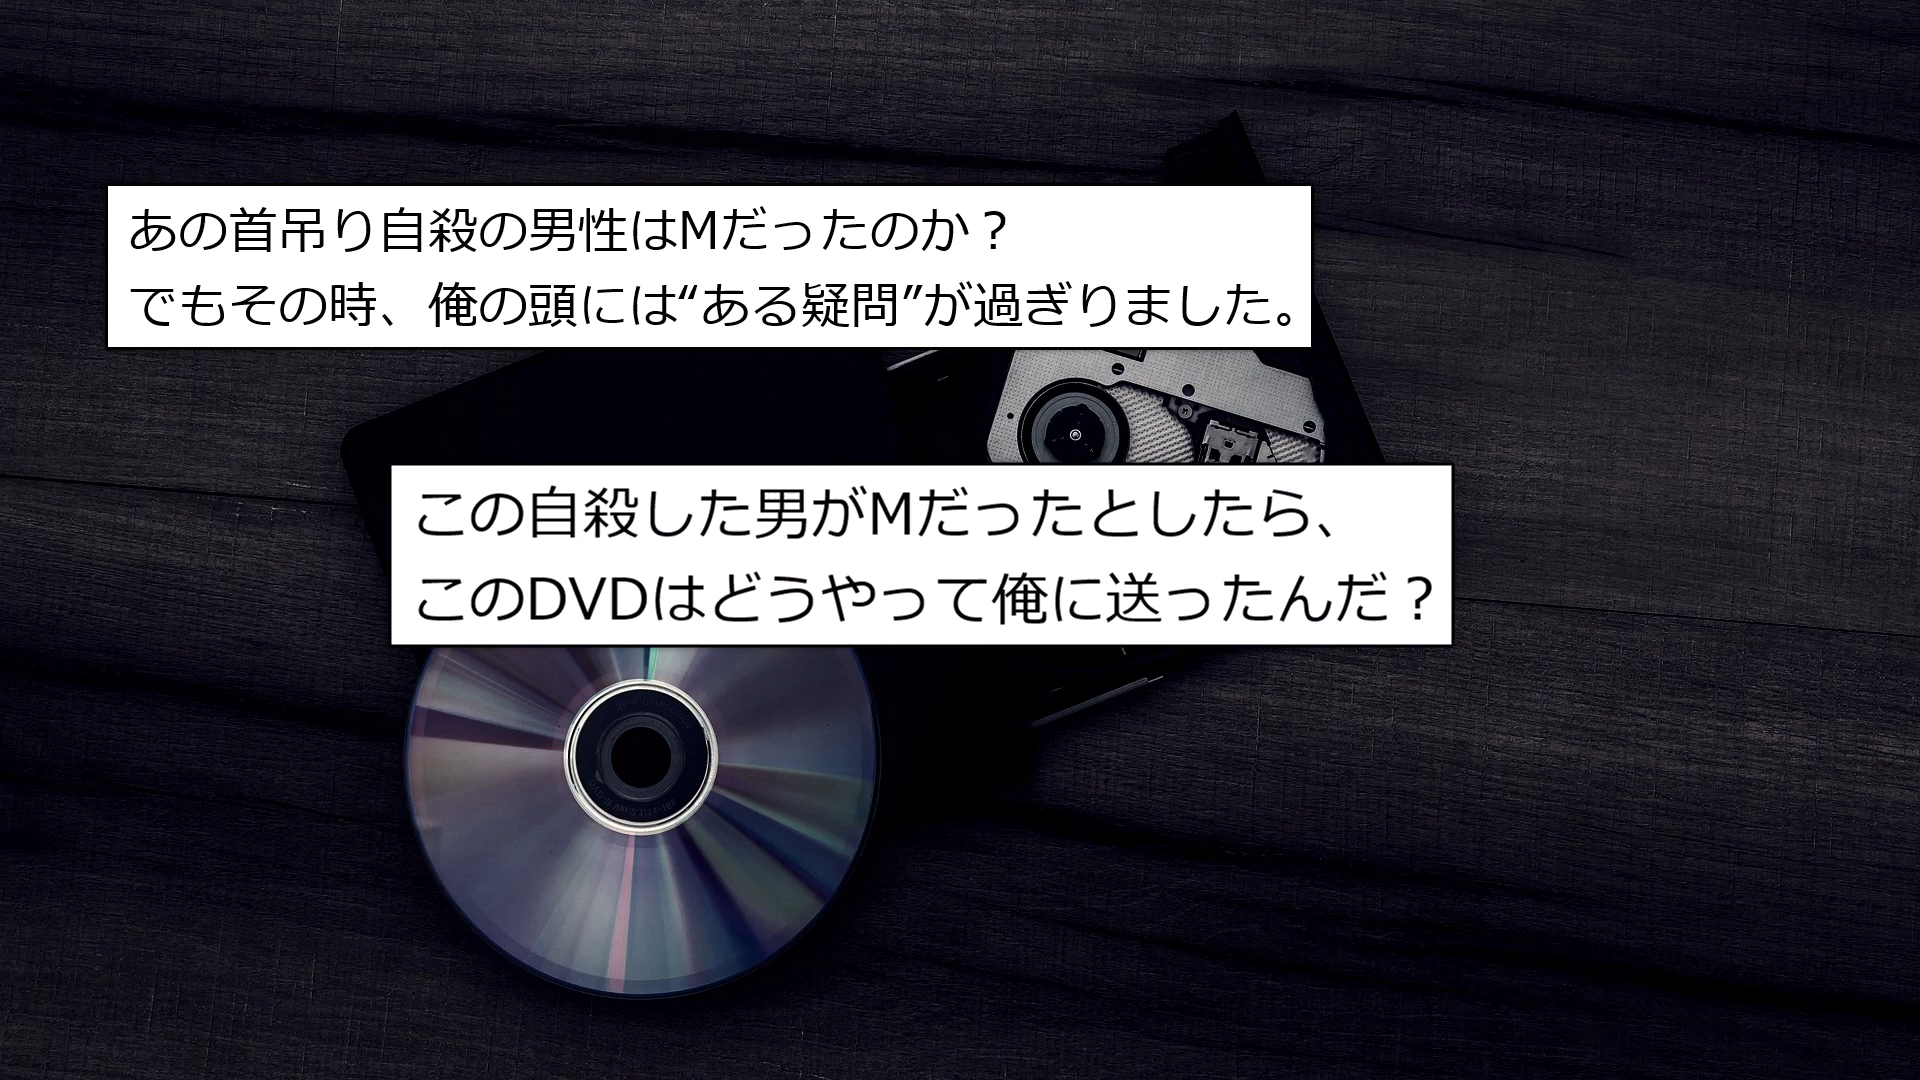 あの首吊り自殺の男性はMだったのか？
でもその時、俺の頭には“ある疑問”が過ぎりました。
この自殺した男がMだったとしたら、
このDVDはどうやって俺に送ったんだ？